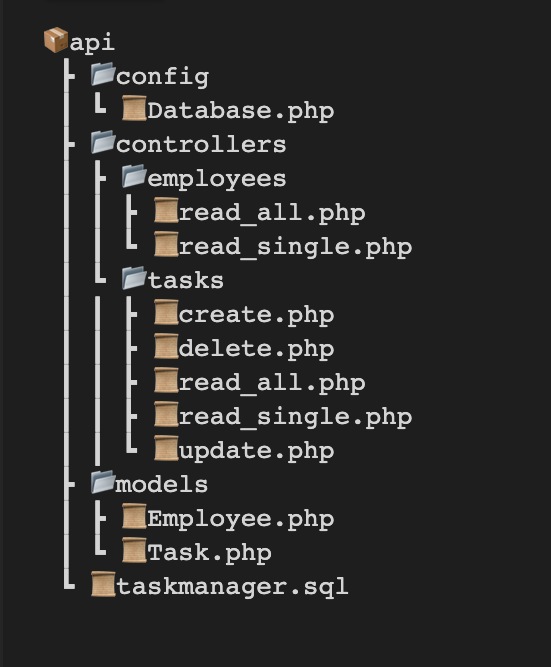 api
config
Database.php
controllers
employees
read_all.php
read_single.php
tasks
create.php
delete.php
read_all.php
read_single.php
update.php
models
Employee.php
Task.php
taskmanager.sql